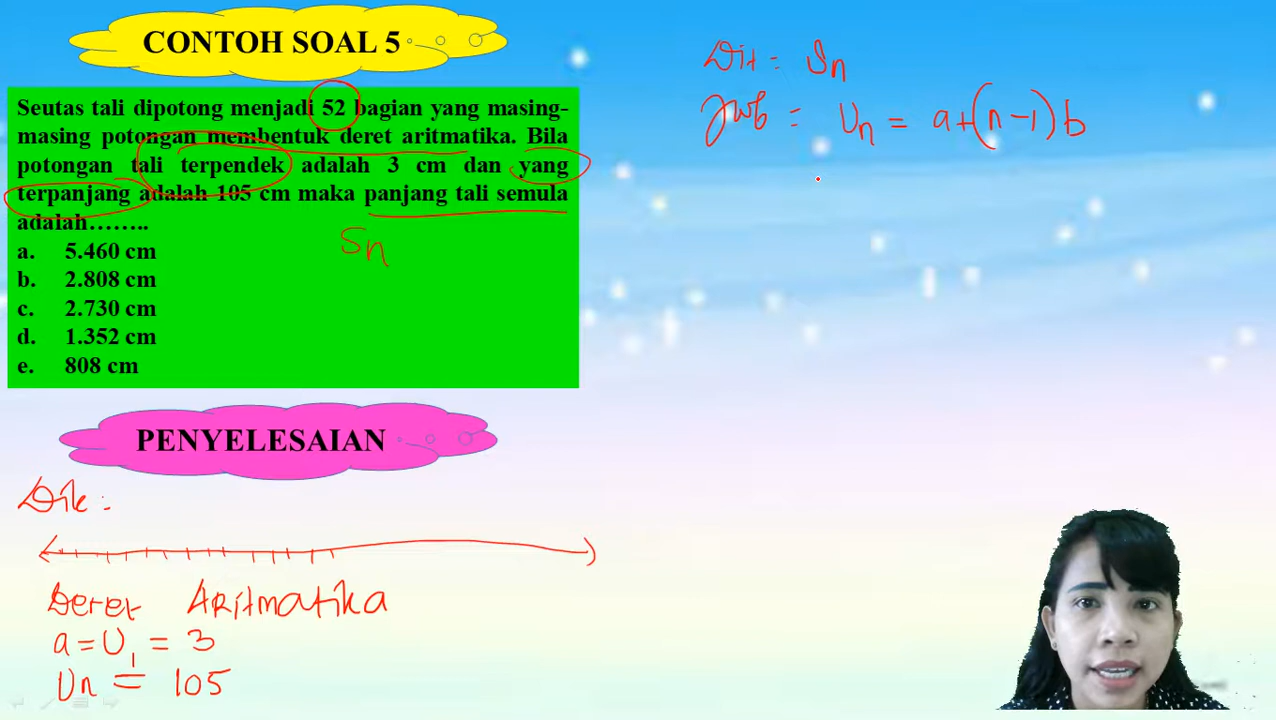 CONTOH SOAL 5
Seutas tali dipotong menjadi 52 bagian yang masing-
masing potongan membentuk deret aritmatika. Bila
potongan tali terpendek adalah 3 cm dan yang
terpanjang adalah 105 cm maka panjang tali semula
adalah……..
a. 5.460 cm
b. 2.808 cm
c. 2.730 cm
d. 1.352 cm
e. 808 cm
Sn
PENYELESAIAN
Dik :
Deret Aritmatika
a = U1 = 3
Un = 105
Dit = Sn
Jwb = Un = a+(n-1)b